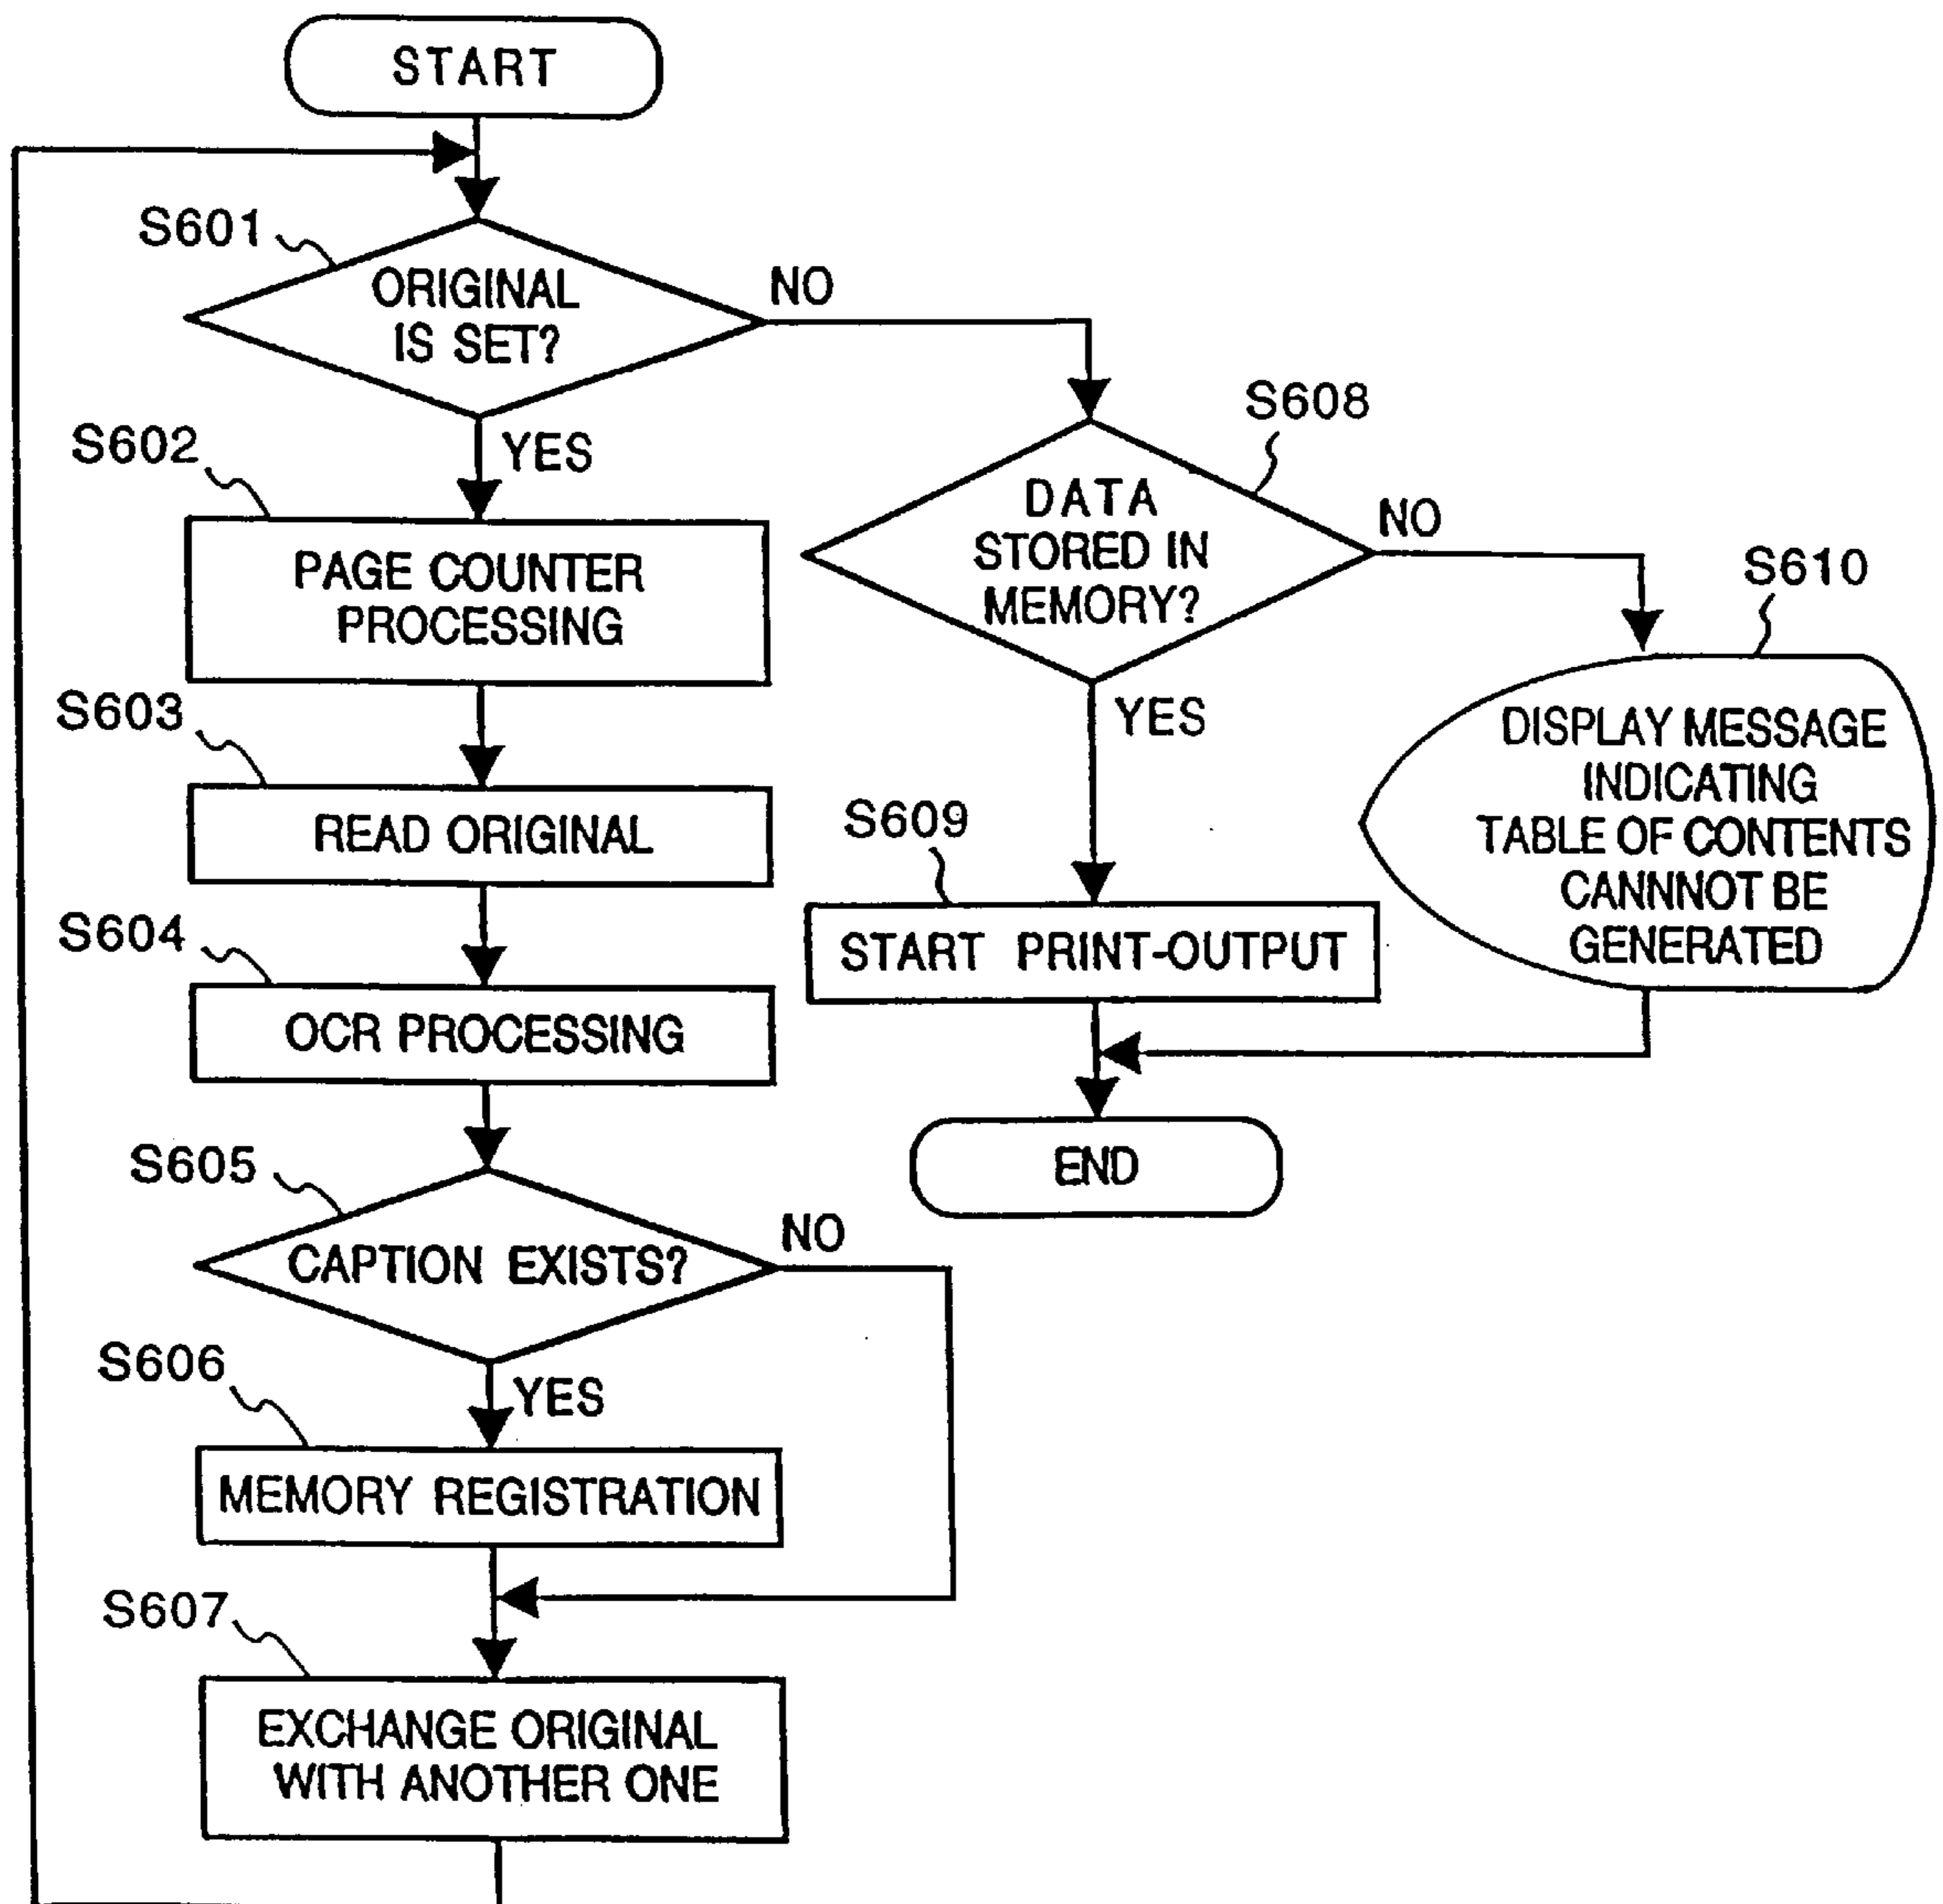 START
S601
ORIGINAL
IS SET?
NO
YES
S602
PAGE COUNTER
PROCESSING
S603
READ ORIGINAL
S604
OCR PROCESSING
S605
CAPTION EXISTS?
NO
YES
S606
MEMORY REGISTRATION
S607
EXCHANGE ORIGINAL
WITH ANOTHER ONE
S608
DATA
STORED IN
MEMORY?
NO
YES
S609
START PRINT-OUTPUT
S610
DISPLAY MESSAGE
INDICATING
TABLE OF CONTENTS
CANNNOT BE
GENERATED
END